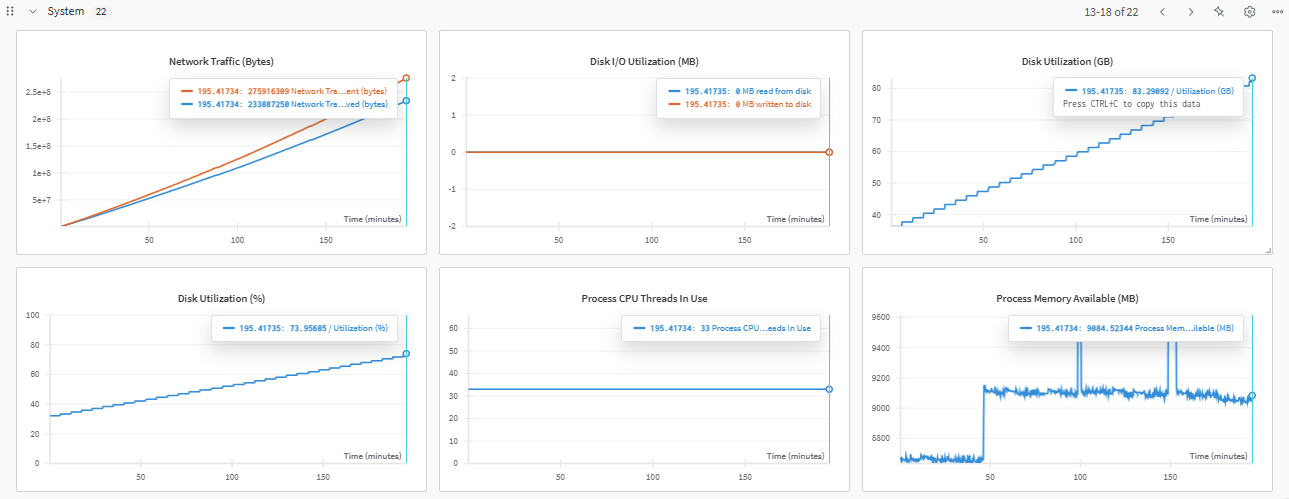 System 22
13-18 of 22
Network Traffic (Bytes)
195.41734: 275916309 Network Tra...ent (bytes)
195.41734: 233887250 Network Tra...ved (bytes)
2.5e+8
2e+8
1.5e+8
1e+8
5e+7
Time (minutes)
50 100 150
Disk I/O Utilization (MB)
195.41735: 0 MB read from disk
195.41735: 0 MB written to disk
2
1
0
-1
-2
Time (minutes)
50 100 150
Disk Utilization (GB)
195.41735: 83.29092 / Utilization (GB)
Press CTRL+C to copy this data
80
70
60
50
40
Time (minutes)
50 100 150
Disk Utilization (%)
195.41735: 73.95685 / Utilization (%)
100
80
60
40
20
0
Time (minutes)
50 100 150
Process CPU Threads In Use
195.41734: 33 Process CPU...eads In Use
60
50
40
30
20
10
0
Time (minutes)
50 100 150
Process Memory Available (MB)
195.41734: 9084.52344 Process Mem...ilable (MB)
9600
9400
9200
9000
8800
Time (minutes)
50 100 150